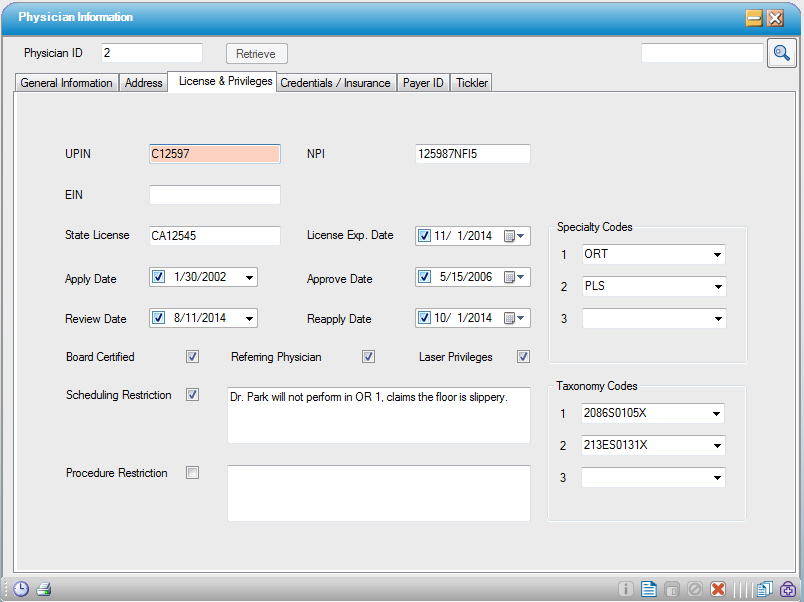 Physician Information
Physician ID 2 Retrieve
General Information Address License & Privileges Credentials / Insurance Payer ID Tickler
UPIN C12597 NPI 125987NFI5
EIN
State License CA12545 License Exp. Date 11/ 1/2014
Apply Date 1/30/2002 Approve Date 5/15/2006
Review Date 8/11/2014 Reapply Date 10/ 1/2014
Specialty Codes
1 ORT
2 PLS
3
Board Certified Referring Physician Laser Privileges
Scheduling Restriction Dr. Park will not perform in OR 1, claims the floor is slippery.
Procedure Restriction
Taxonomy Codes
1 2086S0105X
2 213ES0131X
3